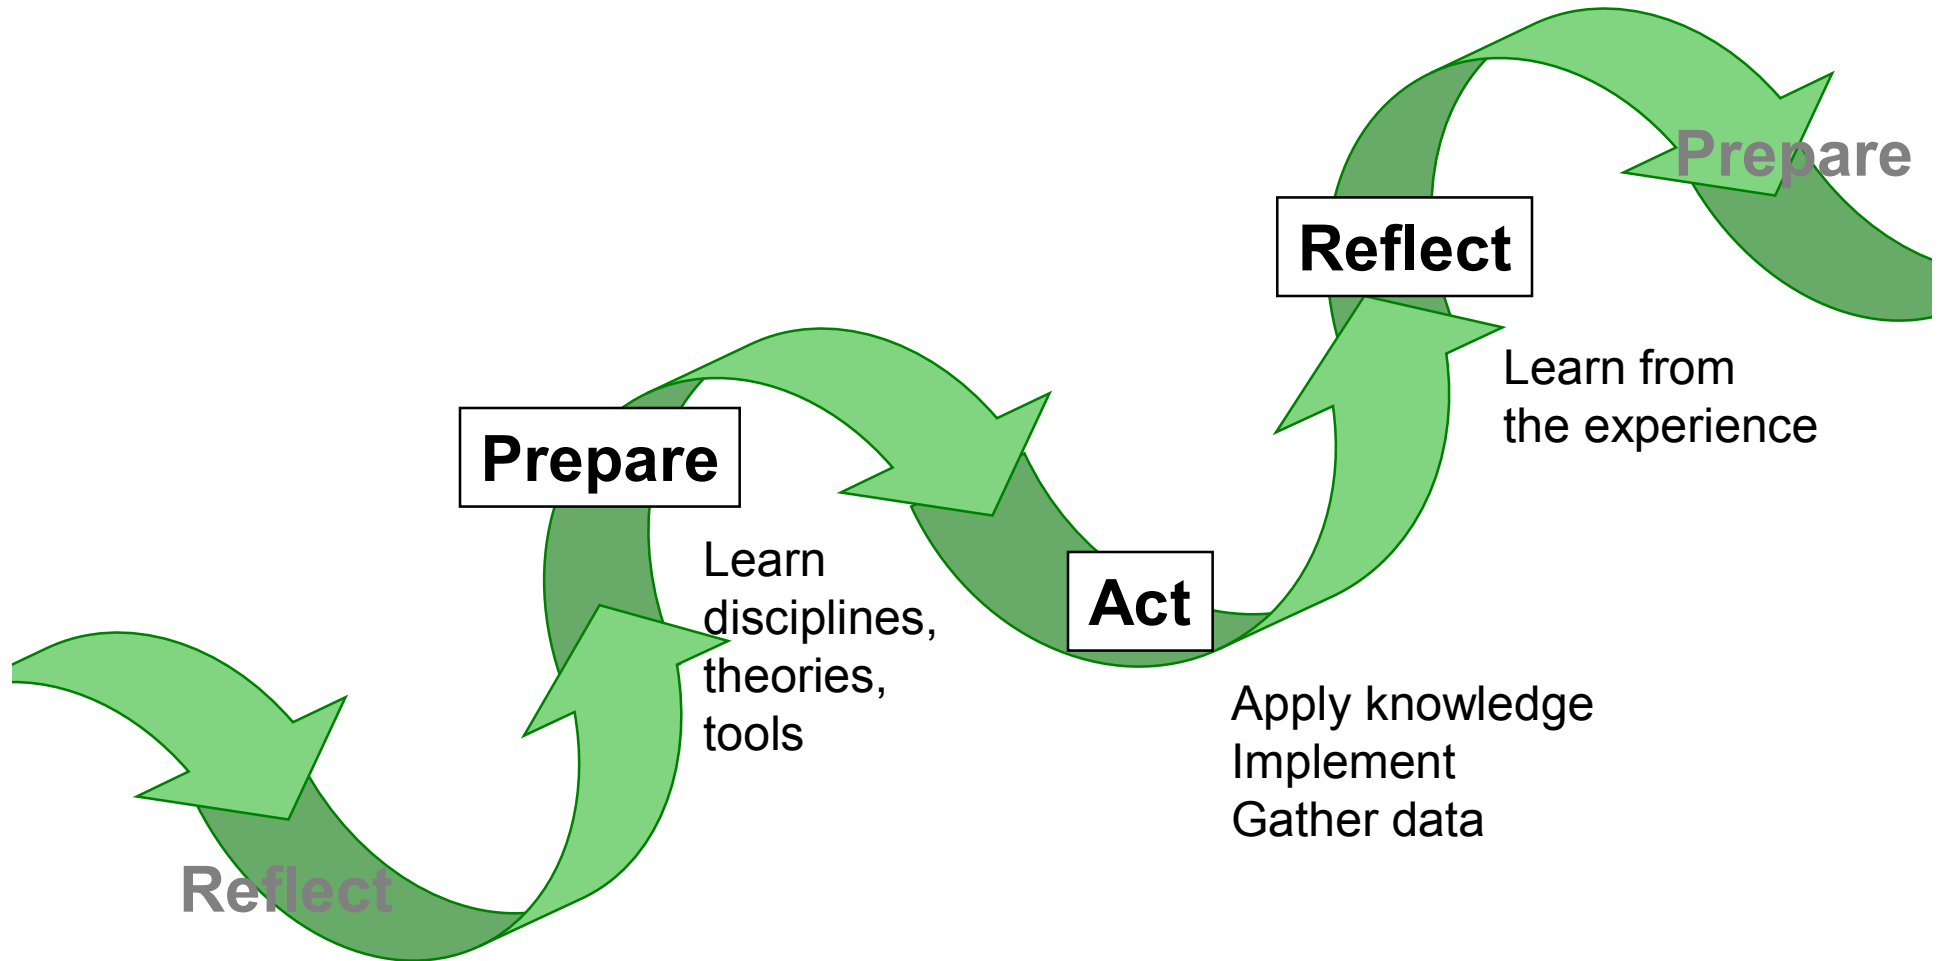 Prepare
Reflect
Learn from
the experience
Prepare
Learn
disciplines,
theories,
tools
Act
Apply knowledge
Implement
Gather data
Reflect